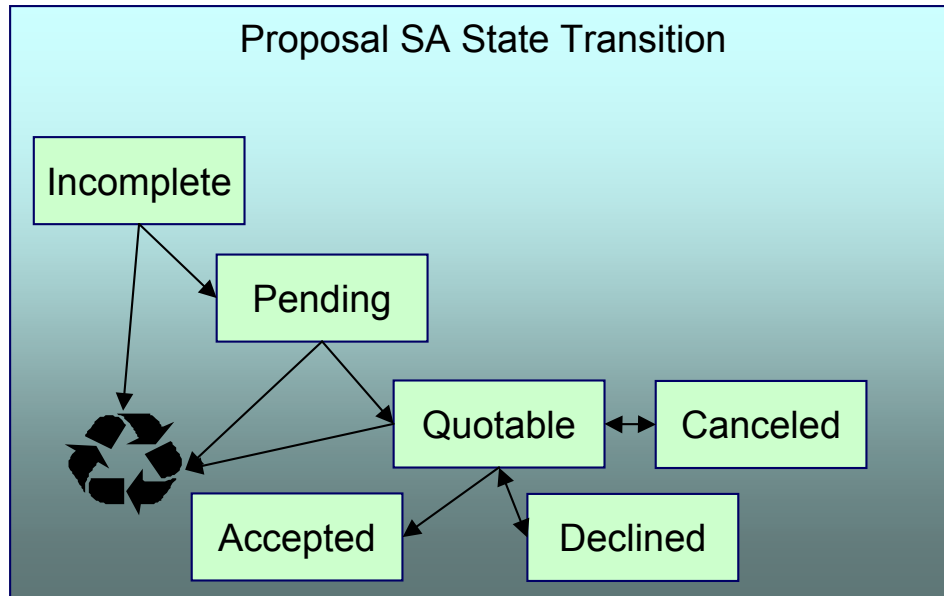 Proposal SA State Transition
Incomplete
Pending
Quotable
Canceled
Accepted
Declined